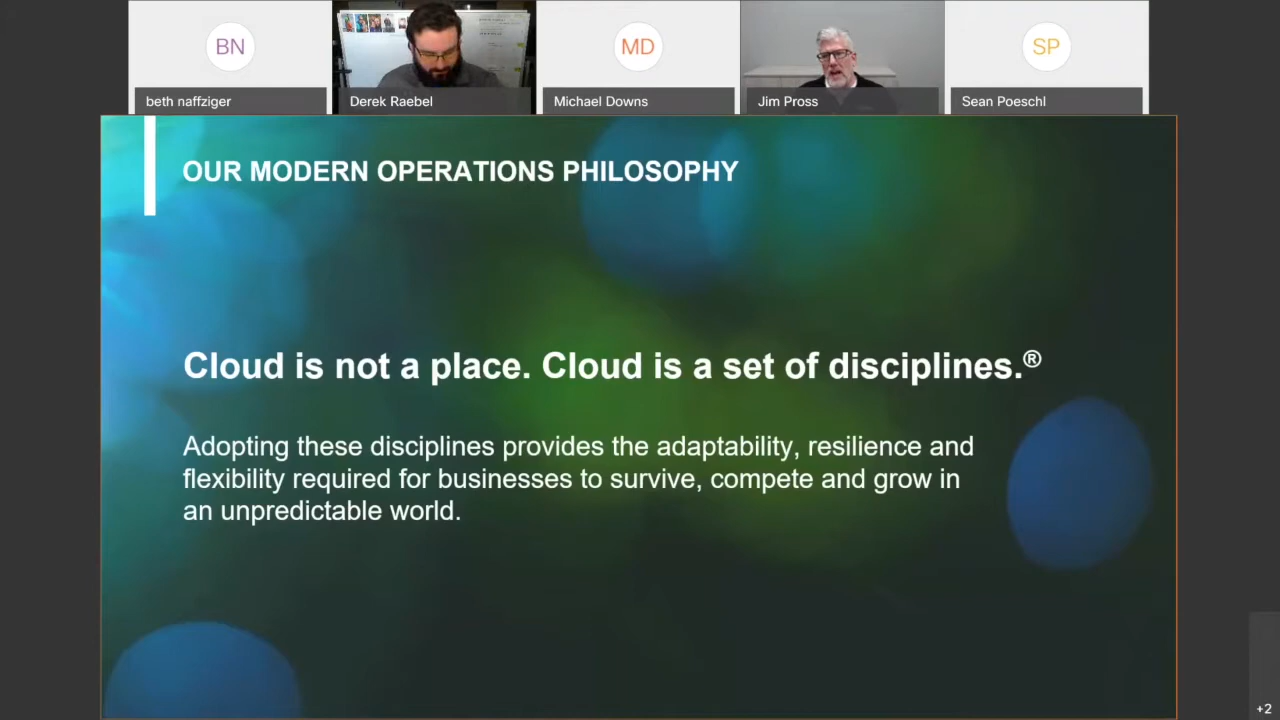 BN
MD
SP
beth naffziger
Derek Raebel
Michael Downs
Jim Pross
Sean Poeschl
OUR MODERN OPERATIONS PHILOSOPHY
Cloud is not a place. Cloud is a set of disciplines.®
Adopting these disciplines provides the adaptability, resilience and
flexibility required for businesses to survive, compete and grow in
an unpredictable world.
+2